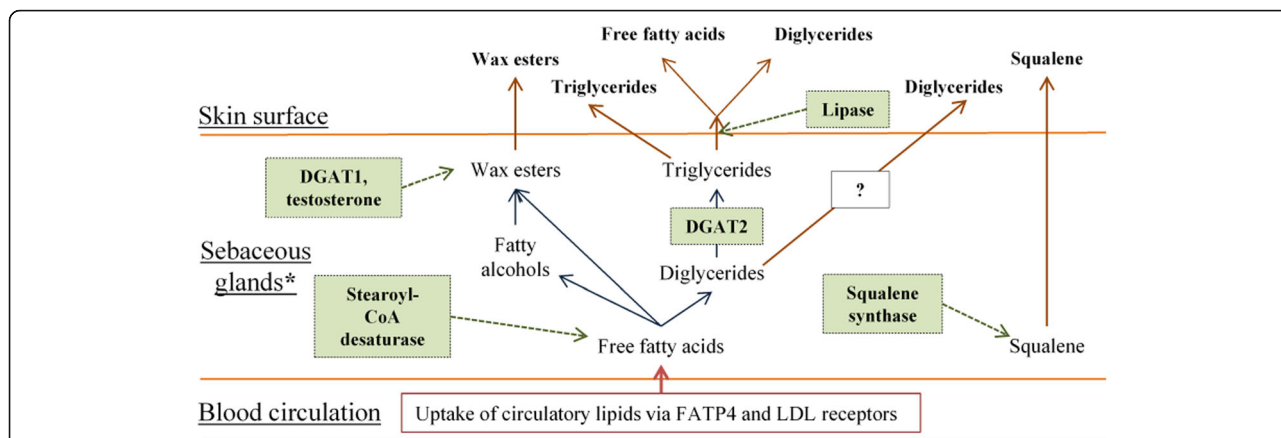 Free fatty acids
Diglycerides
Wax esters
Squalene
Triglycerides
Diglycerides
Lipase
Skin surface
Wax esters
Triglycerides
DGAT1,
testosterone
?
DGAT2
Fatty
alcohols
Sebaceous
glands*
Diglycerides
Stearoyl-
CoA
desaturase
Squalene
synthase
Free fatty acids
Squalene
Blood circulation
Uptake of circulatory lipids via FATP4 and LDL receptors